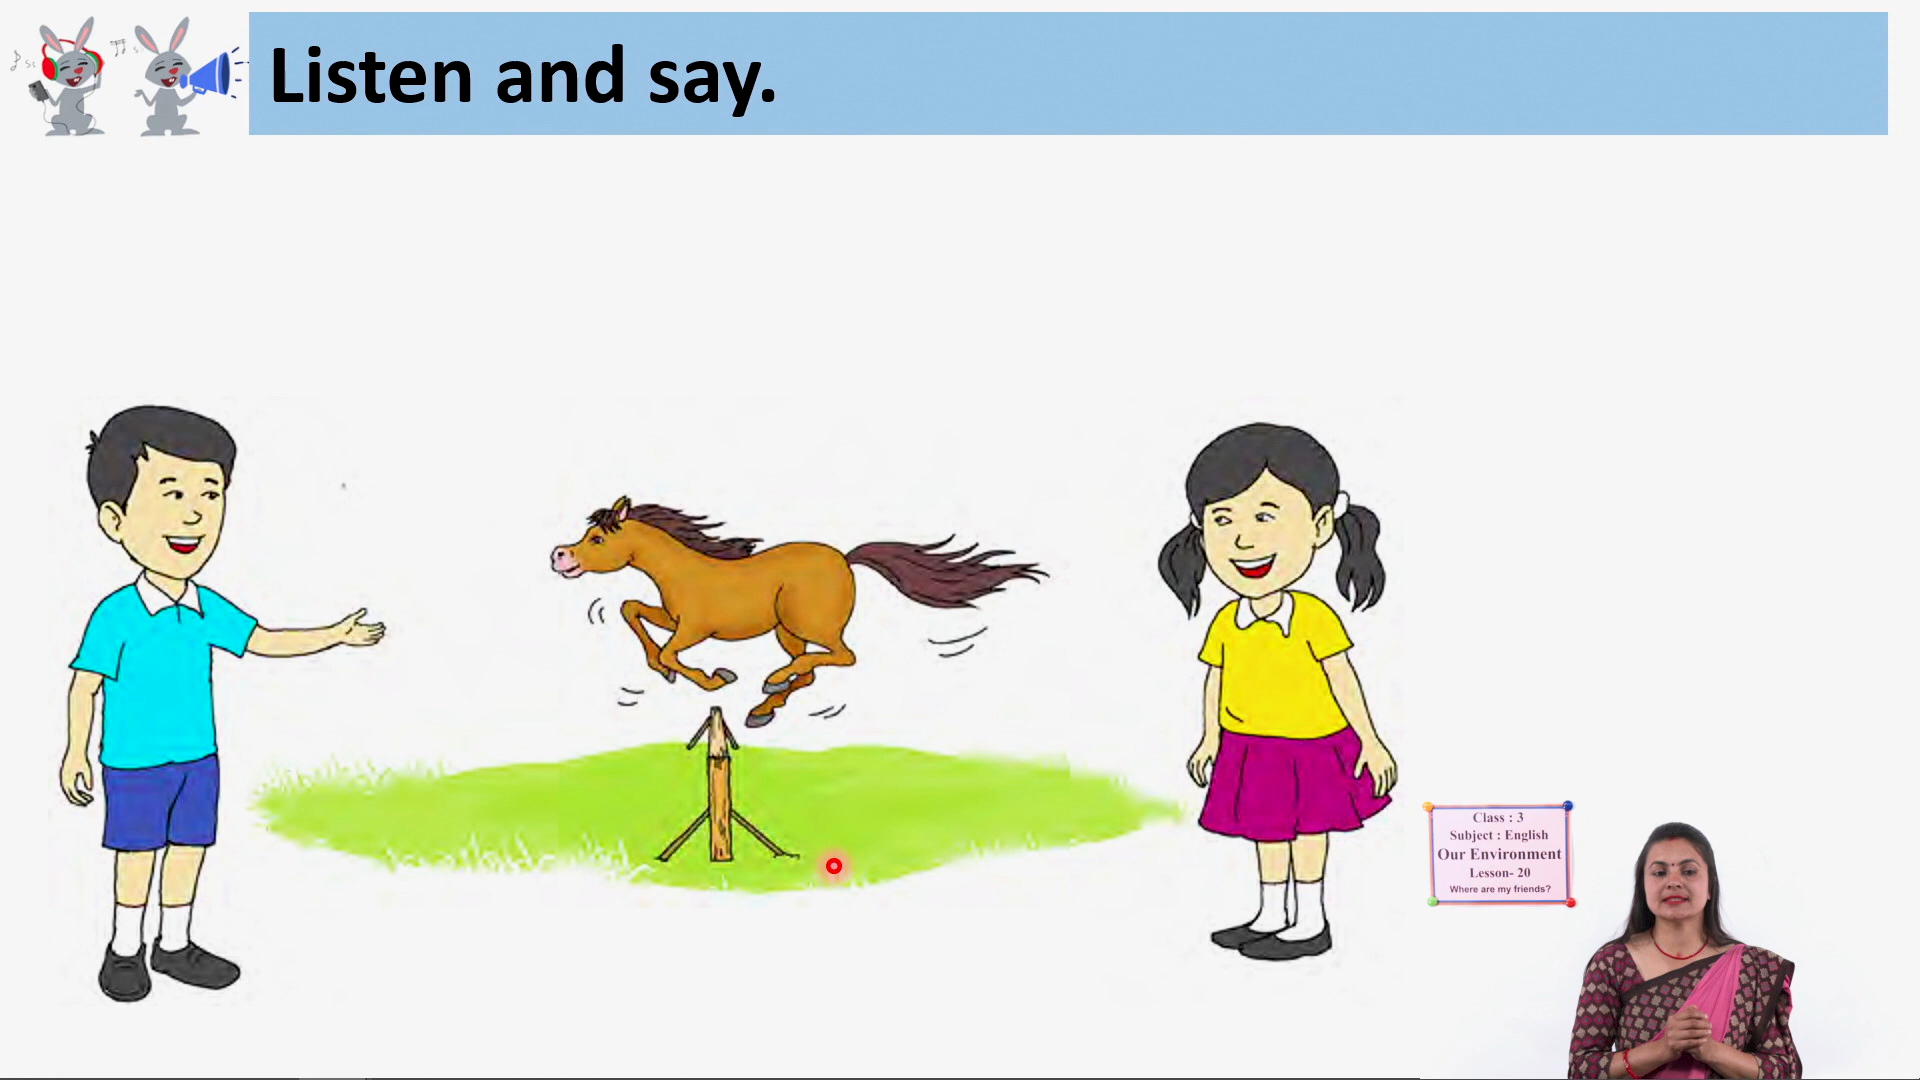 Listen and say.
Class : 3
Subject : English
Our Environment
Lesson- 20
Where are my friends?